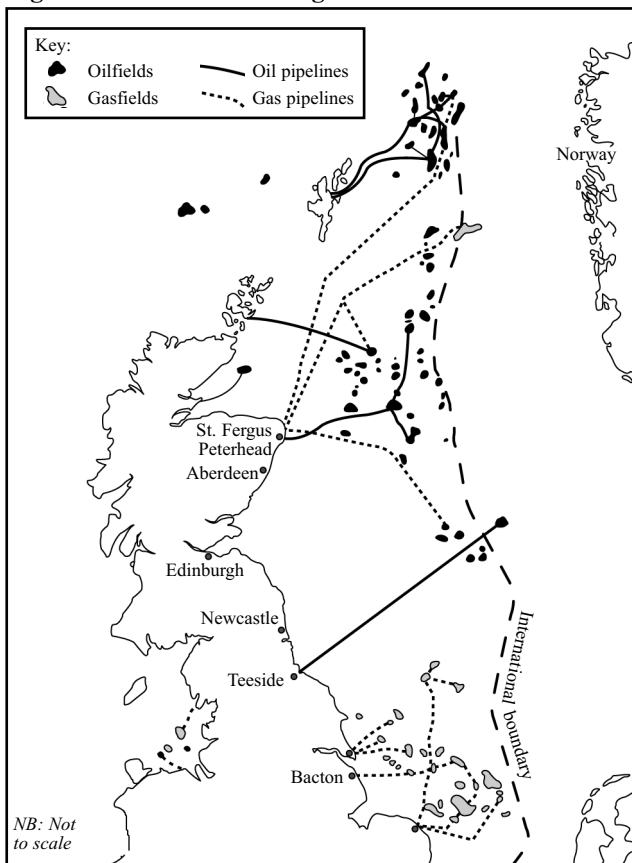 Key:
Oilfields
Oil pipelines
Gasfields
Gas pipelines
Norway
St. Fergus
Peterhead
Aberdeen
Edinburgh
Newcastle
Teeside
International boundary
Bacton
NB: Not
to scale